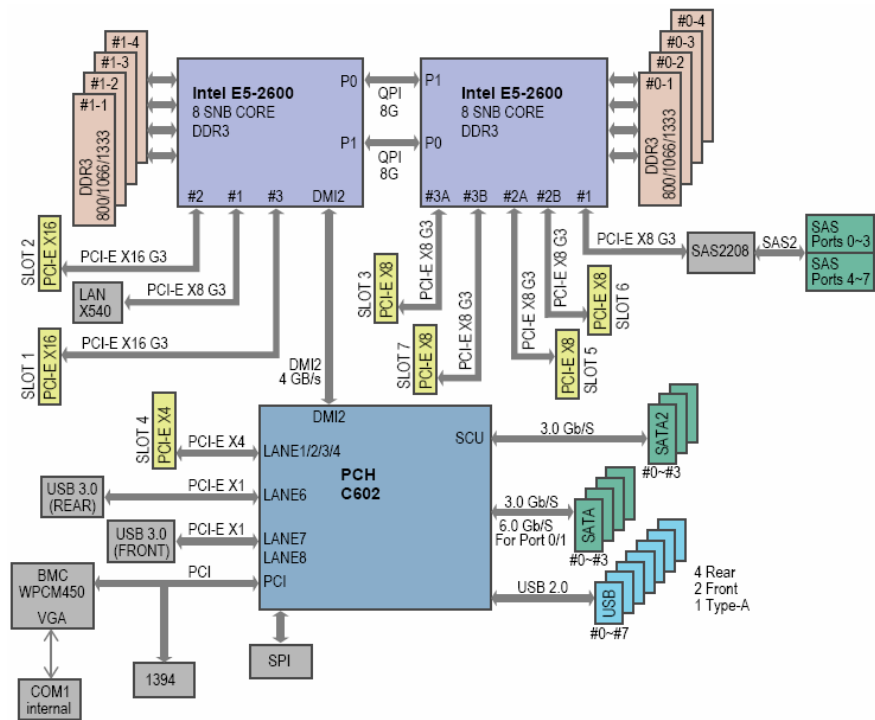 #1-4
#1-3
#1-2
#1-1
DDR3
800/1066/1333
Intel E5-2600
8 SNB CORE
DDR3
P0
P1
#2
#1
#3
DMI2
QPI
8G
QPI
8G
P1
P0
Intel E5-2600
8 SNB CORE
DDR3
#3A
#3B
#2A
#2B
#1
#0-4
#0-3
#0-2
#0-1
DDR3
800/1066/1333
SLOT 2
PCI-E X16
PCI-E X16 G3
LAN
X540
PCI-E X8 G3
SLOT 1
PCI-E X16
PCI-E X16 G3
DMI2
4 GB/s
SLOT 3
PCI-E X8
PCI-E X8 G3
SLOT 7
PCI-E X8
PCI-E X8 G3
PCI-E X8 G3
PCI-E X8
SLOT 5
PCI-E X8 G3
PCI-E X8
SLOT 6
PCI-E X8 G3
SAS2208
SAS2
SAS
Ports 0~3
SAS
Ports 4~7
DMI2
PCH
C602
SCU
LANE1/2/3/4
LANE6
LANE7
LANE8
PCI
SLOT 4
PCI-E X4
PCI-E X4
USB 3.0
(REAR)
PCI-E X1
USB 3.0
(FRONT)
PCI-E X1
BMC
WPCM450
VGA
PCI
COM1
internal
1394
SPI
3.0 Gb/S
SATA2
#0~#3
3.0 Gb/S
6.0 Gb/S
For Port 0/1
SATA
#0~#3
USB 2.0
USB
#0~#7
4 Rear
2 Front
1 Type-A